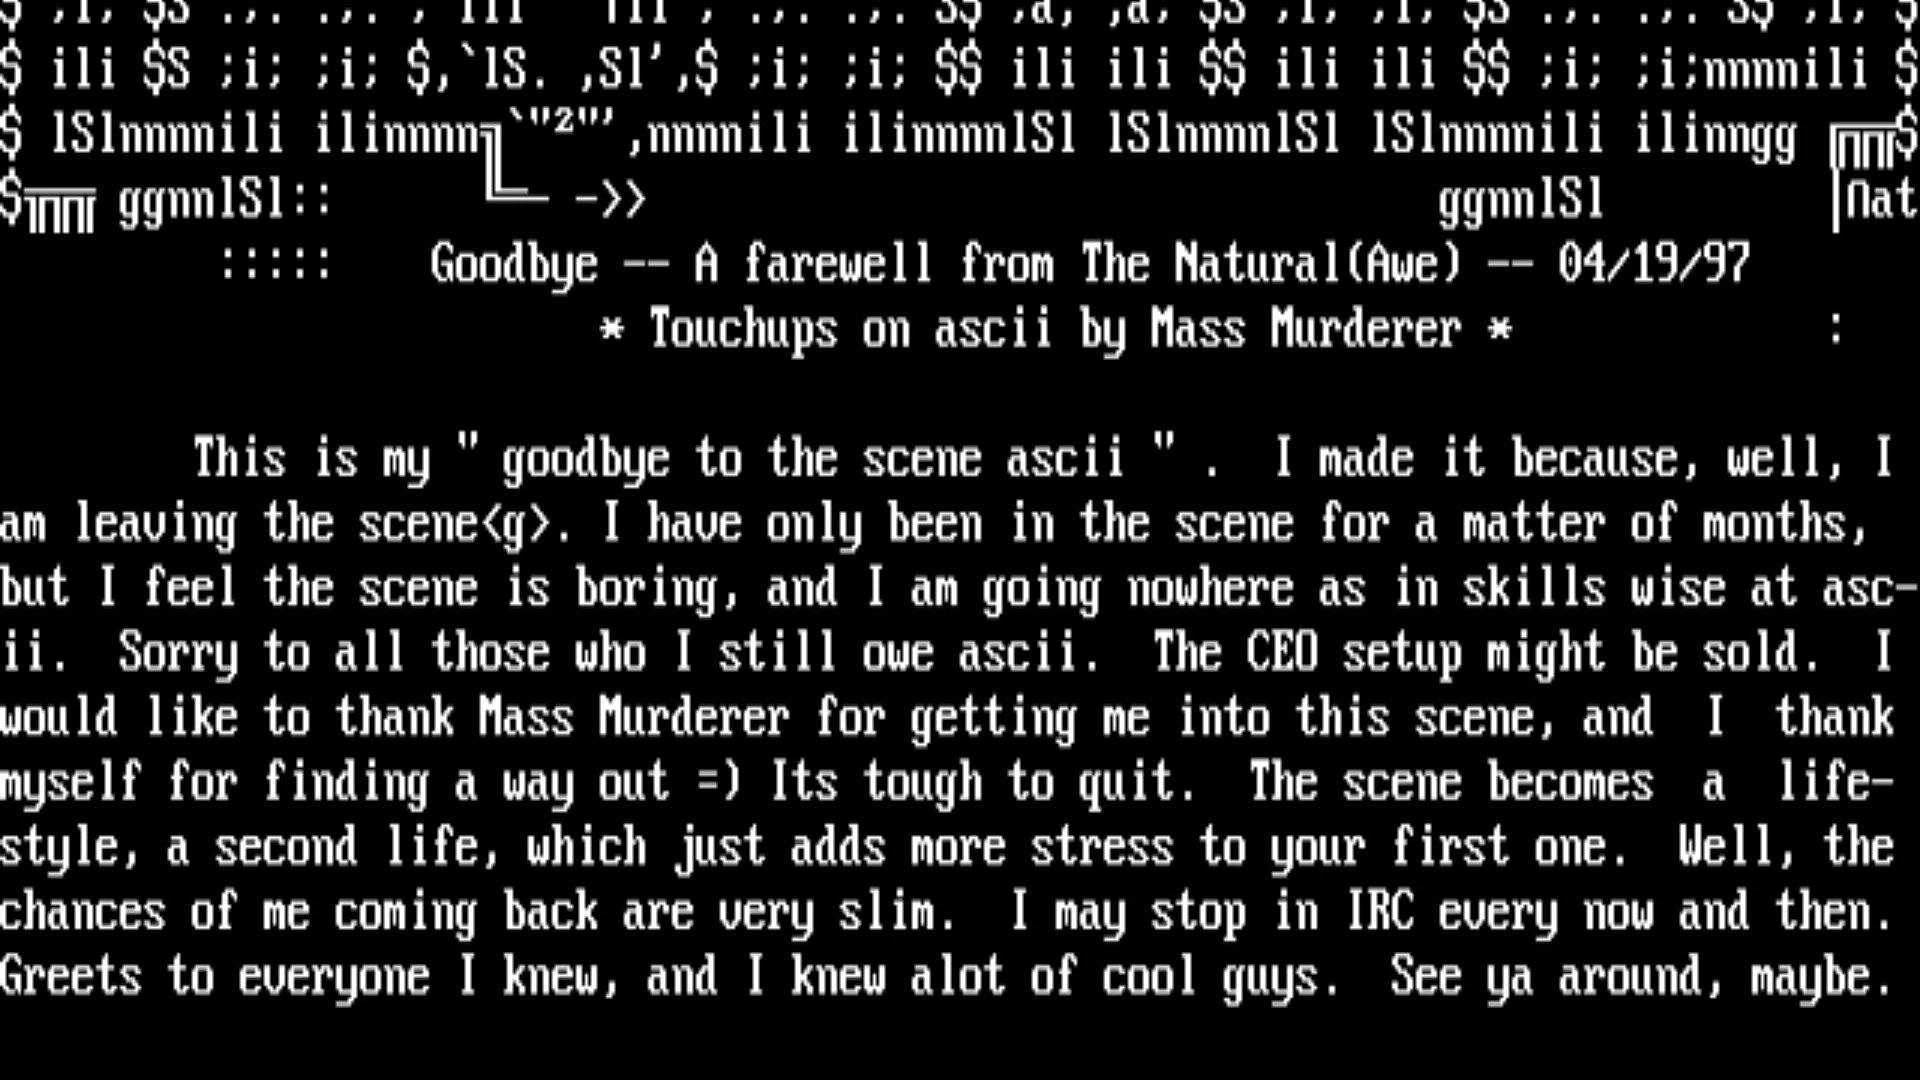 $ ;i; $S .;. .;. , lil   lil , .;. .;. S$ ;a; ;a; $S ;i; ;i; $S .;. .;. S$ ;i; $
$ ili $S ;i; ;i; $,`lS. ,Sl',$ ;i; ;i; $$ ili ili $$ ili ili $$ ;i; ;i;nnnnili $
$ lSlnnnnili ilinnnn╖`"²"',nnnnili ilinnnnlSl lSlnnnnlSl lSlnnnnili ilinngg ╓╥╥$
$╥╥╥ ggnnlSl:: ╙─ ->> ggnnlSl |nat
::::: Goodbye -- A farewell from The Natural(Awe) -- 04/19/97
* Touchups on ascii by Mass Murderer * :
This is my " goodbye to the scene ascii " .  I made it because, well, I
am leaving the scene<g>. I have only been in the scene for a matter of months,
but I feel the scene is boring, and I am going nowhere as in skills wise at asc-
ii.  Sorry to all those who I still owe ascii.  The CEO setup might be sold.  I
would like to thank Mass Murderer for getting me into this scene, and  I  thank
myself for finding a way out =) Its tough to quit.  The scene becomes  a  life-
style, a second life, which just adds more stress to your first one.  Well, the
chances of me coming back are very slim.  I may stop in IRC every now and then.
Greets to everyone I knew, and I knew alot of cool guys.  See ya around, maybe.